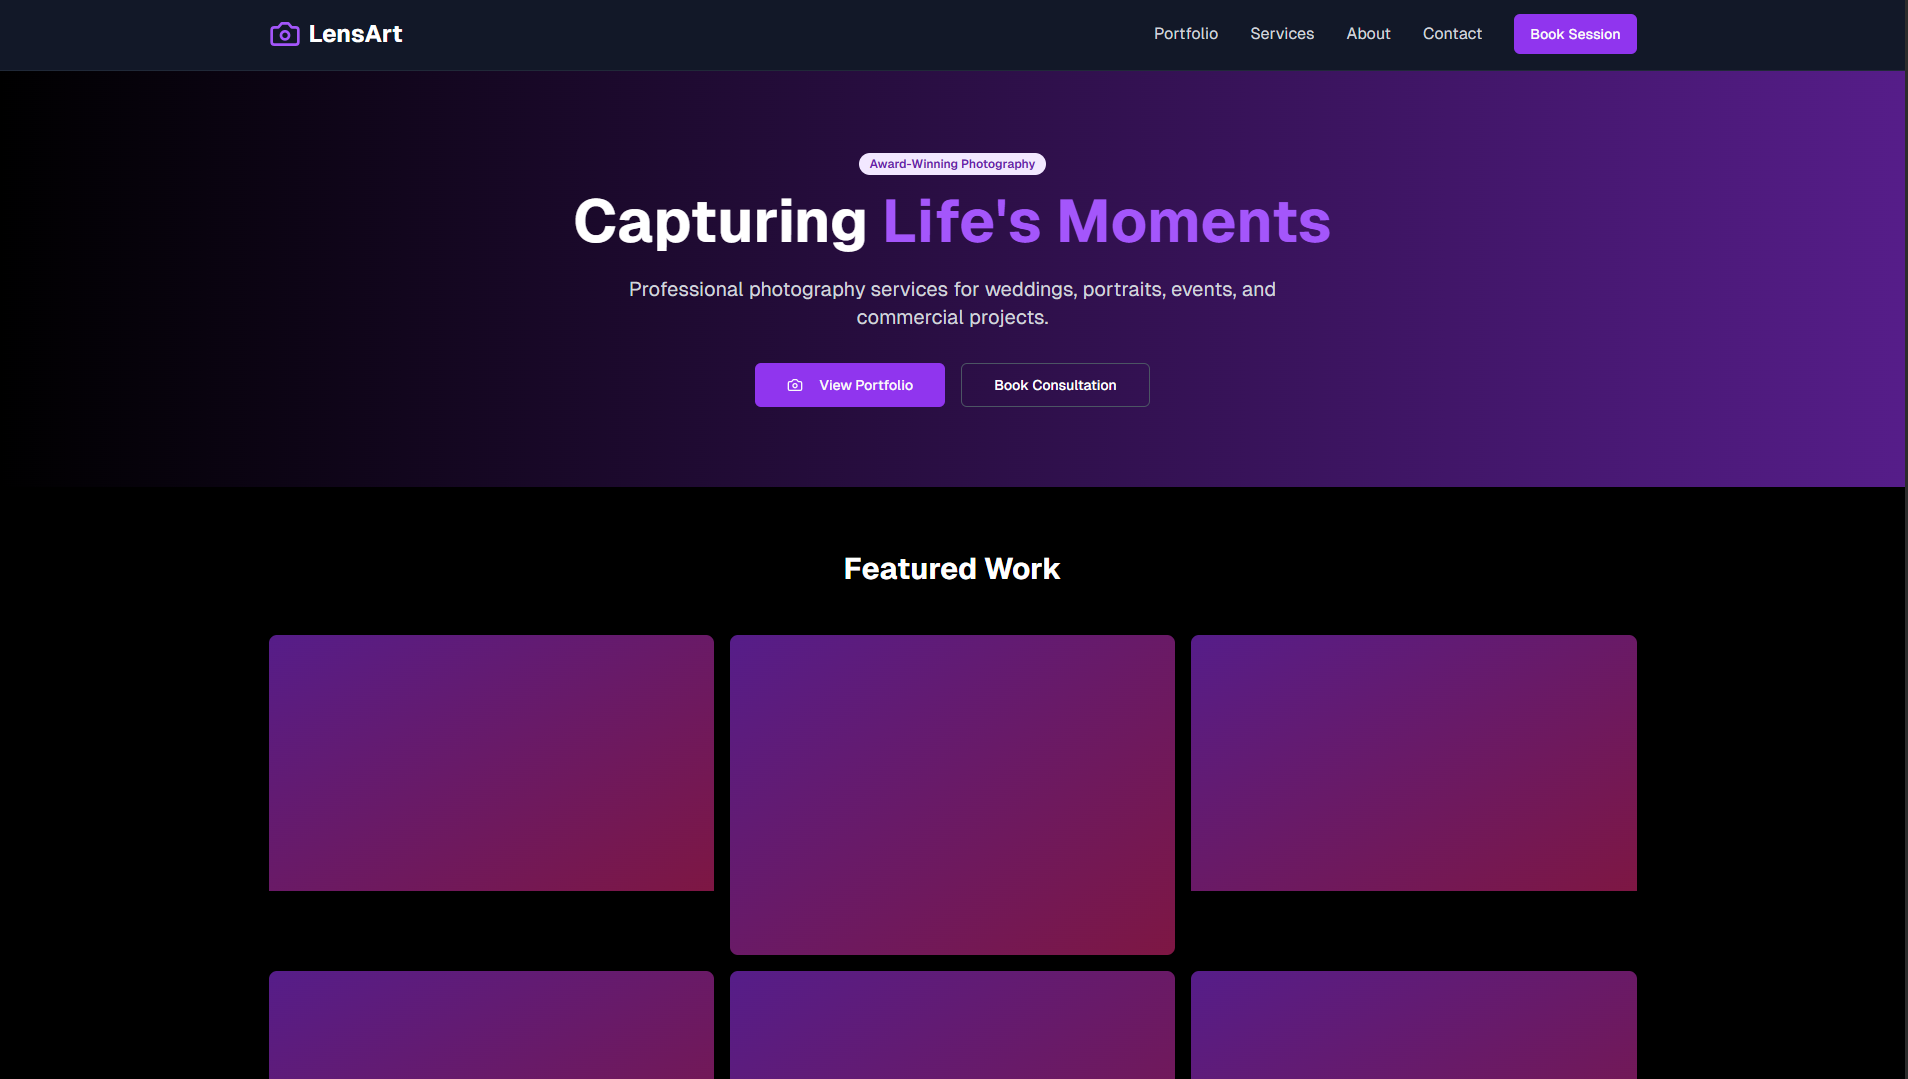 LensArt
Portfolio
Services
About
Contact
Book Session
Award-Winning Photography
Capturing Life's Moments
Professional photography services for weddings, portraits, events, and
commercial projects.
View Portfolio
Book Consultation
Featured Work